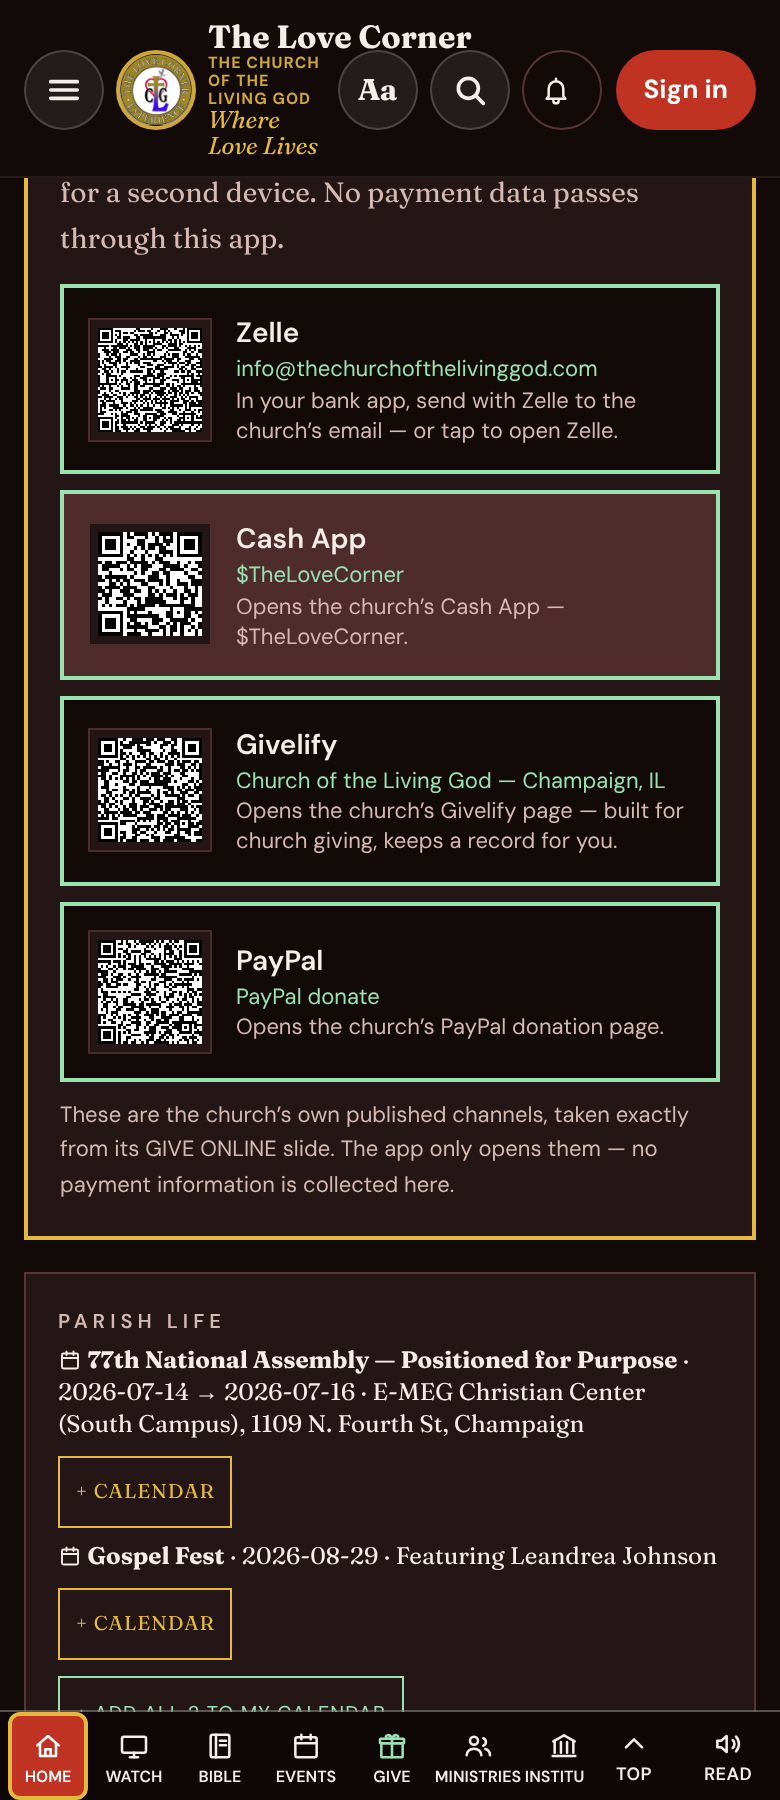 The Love Corner
THE CHURCH
OF THE
LIVING GOD
Where
Love Lives
Aa
Sign in
for a second device. No payment data passes
through this app.
Zelle
info@thechurchofthelivinggod.com
In your bank app, send with Zelle to the
church’s email — or tap to open Zelle.
Cash App
$TheLoveCorner
Opens the church’s Cash App —
$TheLoveCorner.
Givelify
Church of the Living God — Champaign, IL
Opens the church’s Givelify page — built for
church giving, keeps a record for you.
PayPal
PayPal donate
Opens the church’s PayPal donation page.
These are the church’s own published channels, taken exactly
from its GIVE ONLINE slide. The app only opens them — no
payment information is collected here.
PARISH LIFE
77th National Assembly — Positioned for Purpose ·
2026-07-14 → 2026-07-16 · E-MEG Christian Center
(South Campus), 1109 N. Fourth St, Champaign
+ CALENDAR
Gospel Fest · 2026-08-29 · Featuring Leandrea Johnson
+ CALENDAR
+ ADD ALL 2 TO MY CALENDAR
HOME
WATCH
BIBLE
EVENTS
GIVE
MINISTRIES
INSTITU
TOP
READ